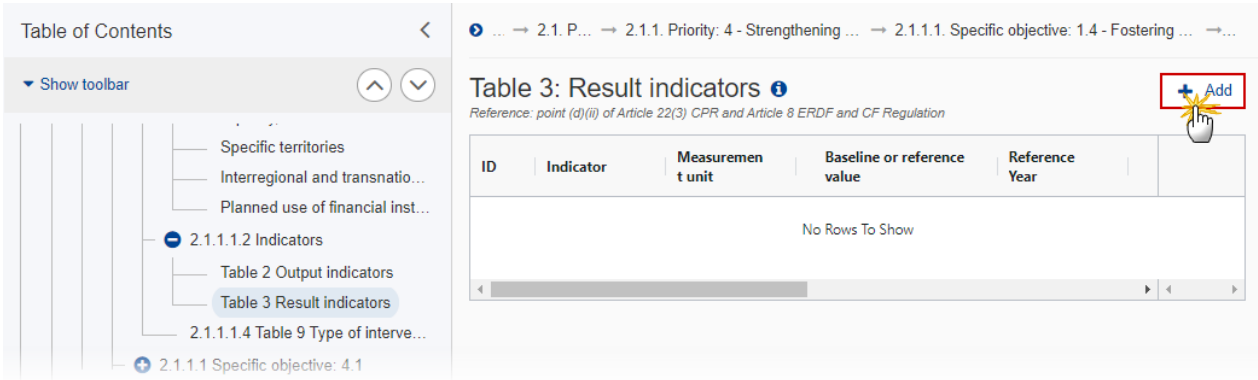 Table of Contents
Show toolbar
Specific territories
Interregional and transnatio...
Planned use of financial inst...
2.1.1.1.2 Indicators
Table 2 Output indicators
Table 3 Result indicators
2.1.1.1.4 Table 9 Type of interve...
2.1.1.1 Specific objective: 4.1
... → 2.1. P... → 2.1.1. Priority: 4 - Strengthening ... → 2.1.1.1. Specific objective: 1.4 - Fostering ... → ...
Table 3: Result indicators
+ Add
Reference: point (d)(ii) of Article 22(3) CPR and Article 8 ERDF and CF Regulation
ID Indicator Measuremen Baseline or reference Reference
t unit value Year
No Rows To Show